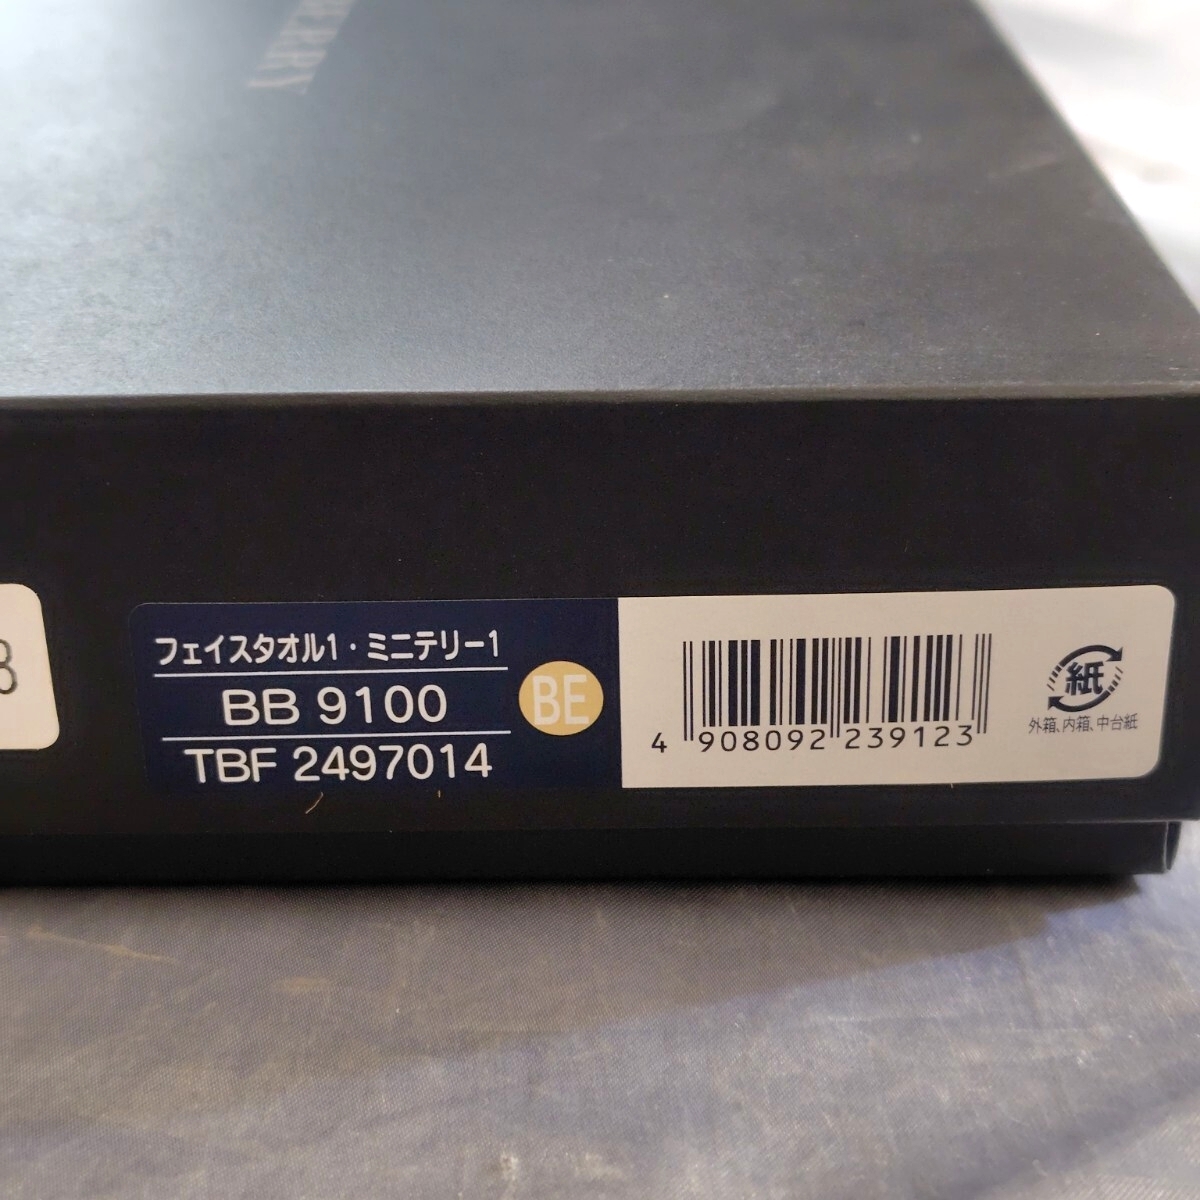 フェイスタオル1・ミニテリー1
BB 9100
TBF 2497014
BE
4 908092 239123
紙
外箱、内箱、中台紙